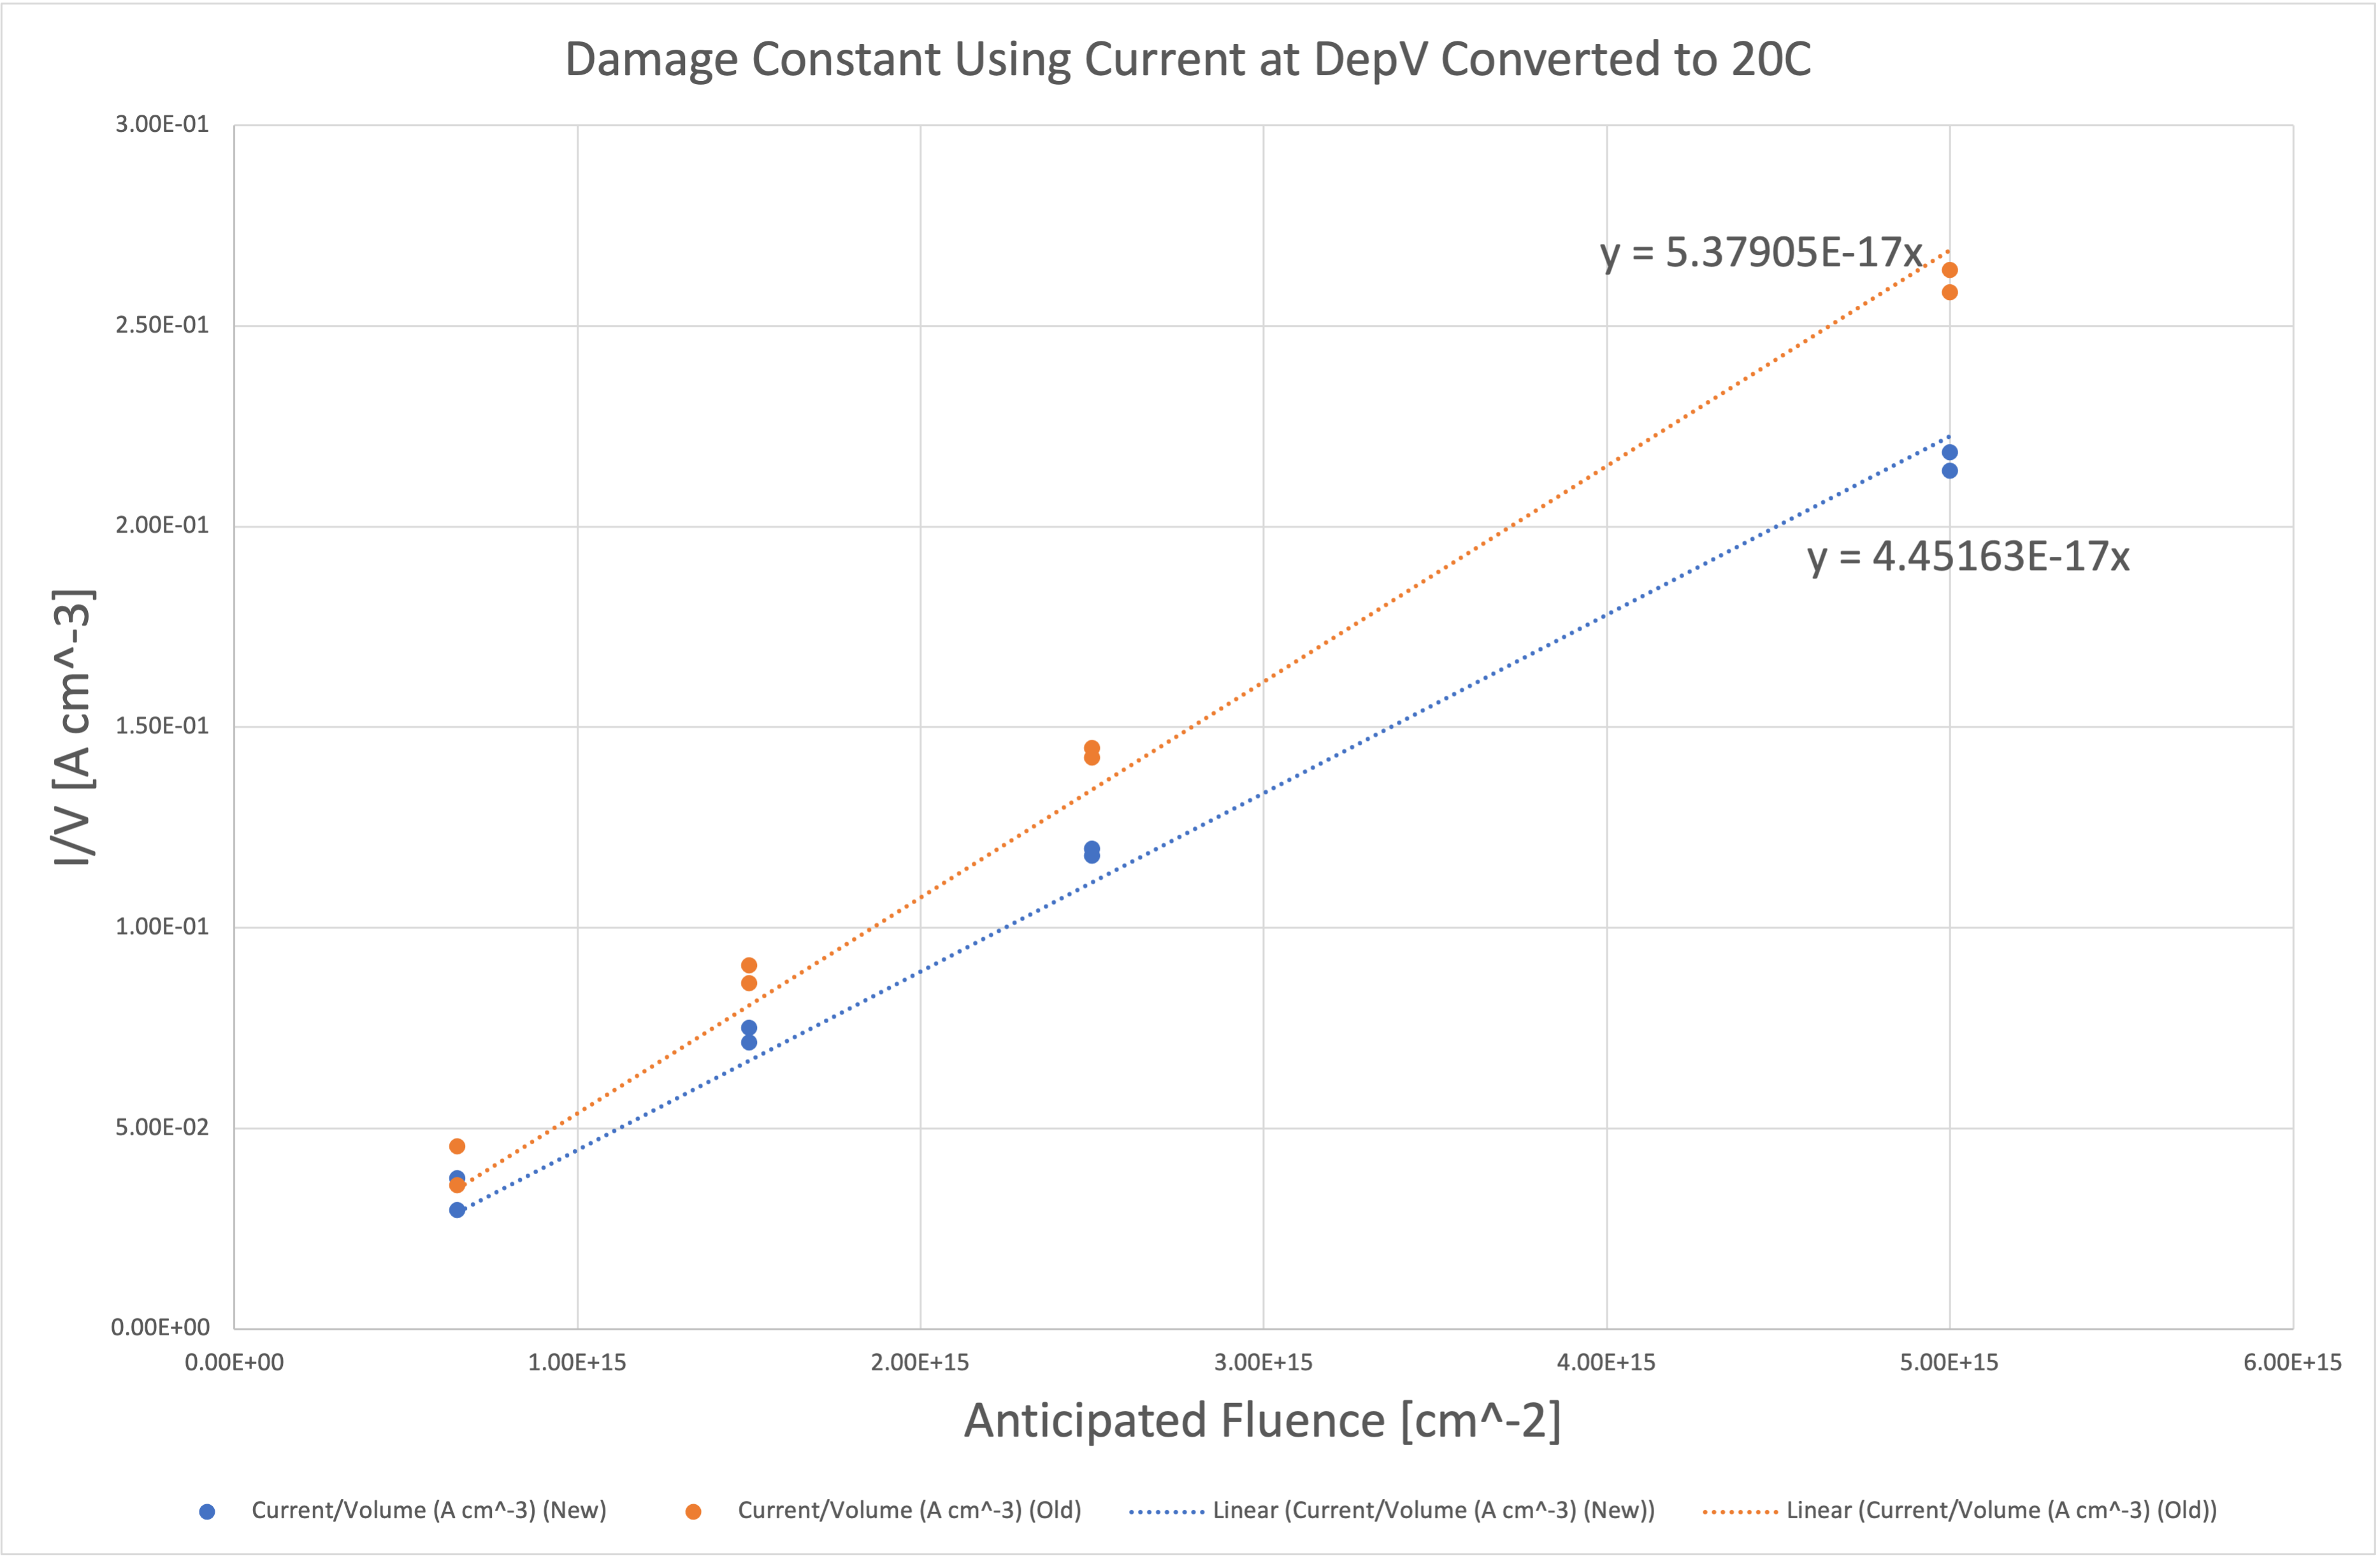 Damage Constant Using Current at DepV Converted to 20C
3.00E-01
2.50E-01
2.00E-01
1.50E-01
1.00E-01
5.00E-02
0.00E+00
I/V [A cm^-3]
y = 5.37905E-17x
y = 4.45163E-17x
0.00E+00 1.00E+15 2.00E+15 3.00E+15 4.00E+15 5.00E+15 6.00E+15
Anticipated Fluence [cm^-2]
Current/Volume (A cm^-3) (New) Current/Volume (A cm^-3) (Old) Linear (Current/Volume (A cm^-3) (New)) Linear (Current/Volume (A cm^-3) (Old))